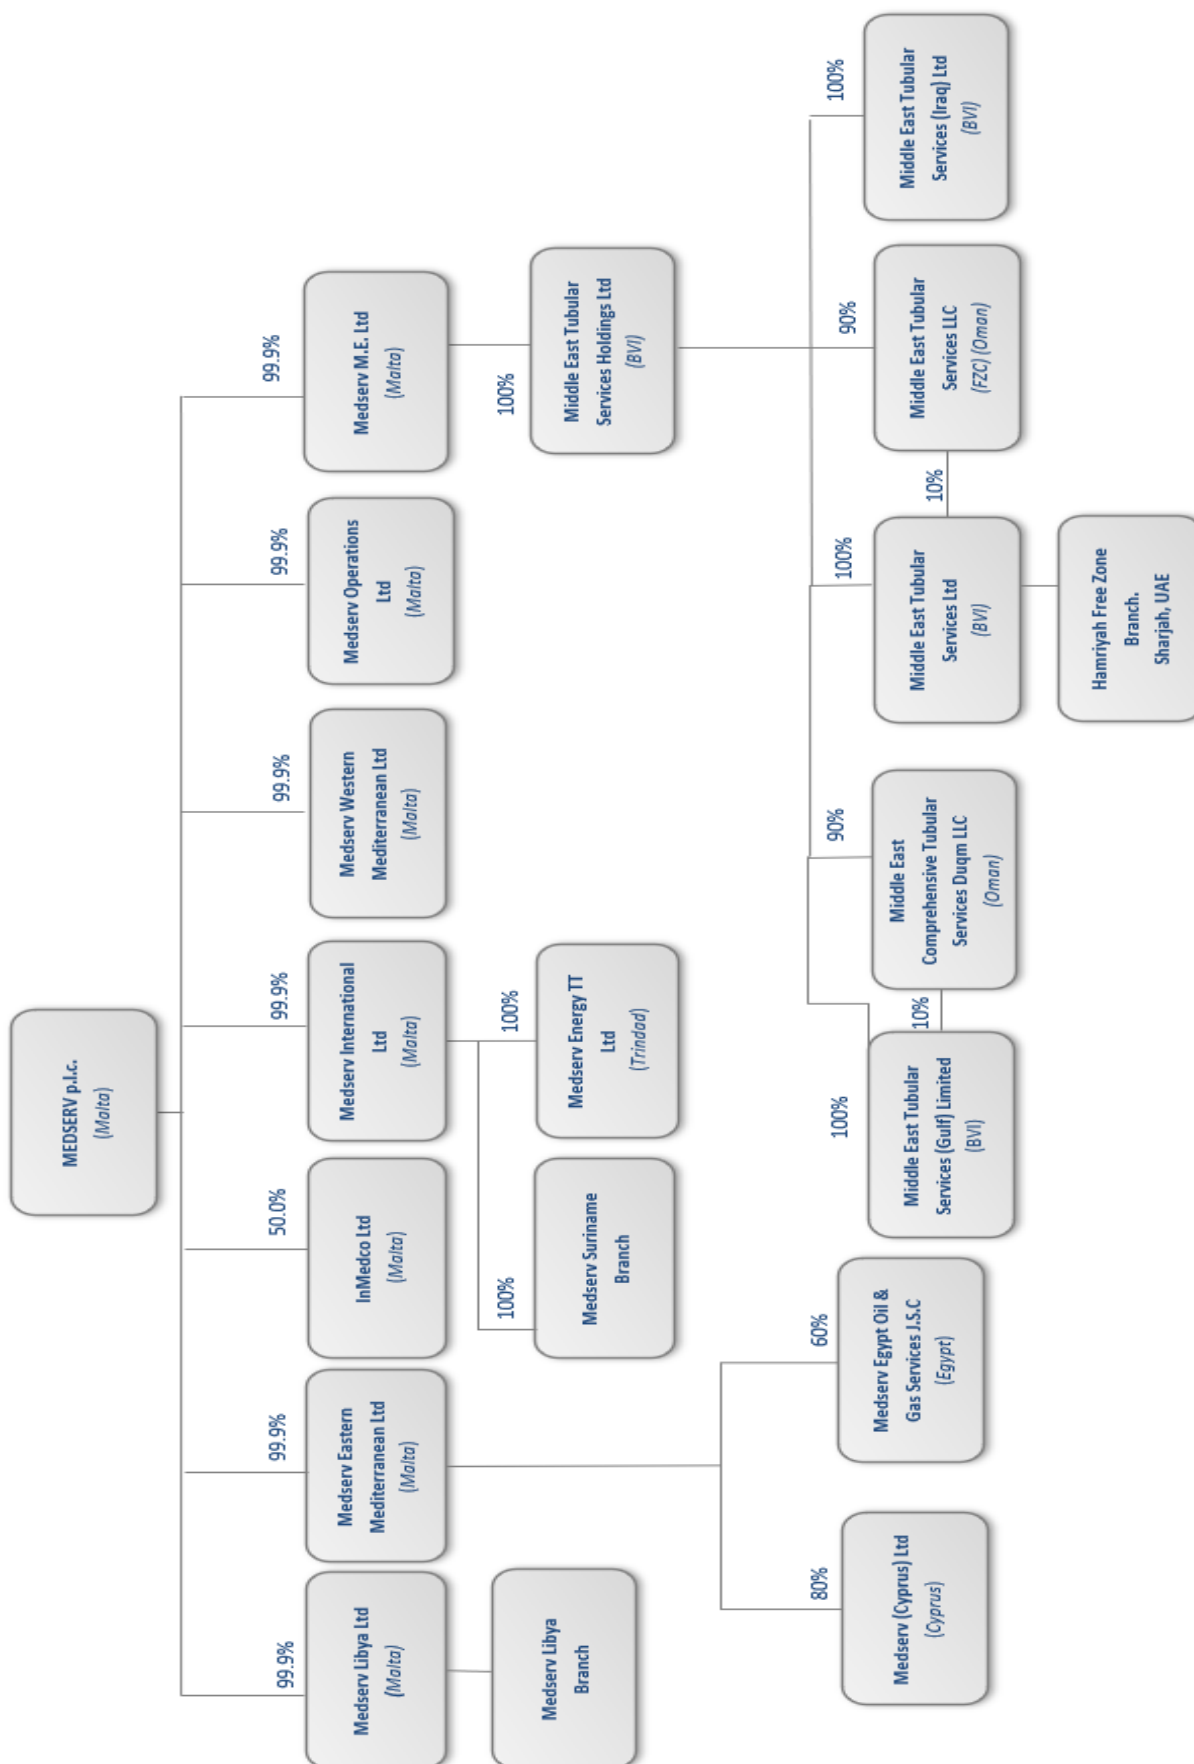 MEDSERV p.l.c.
(Malta)
99.9%
Medserv Libya Ltd
(Malta)
Medserv Libya
Branch
99.9%
Medserv Eastern
Mediterranean Ltd
(Malta)
80%
Medserv (Cyprus) Ltd
(Cyprus)
60%
Medserv Egypt Oil &
Gas Services J.S.C
(Egypt)
50.0%
InMedco Ltd
(Malta)
99.9%
Medserv International
Ltd
(Malta)
100%
Medserv Suriname
Branch
100%
Medserv Energy TT
Ltd
(Trindad)
99.9%
Medserv Western
Mediterranean Ltd
(Malta)
99.9%
Medserv Operations
Ltd
(Malta)
99.9%
Medserv M.E. Ltd
(Malta)
100%
Middle East Tubular
Services Holdings Ltd
(BVI)
100%
Middle East Tubular
Services (Gulf) Limited
(BVI)
10%
90%
Middle East
Comprehensive Tubular
Services Duqm LLC
(Oman)
100%
Middle East Tubular
Services Ltd
(BVI)
Hamriyah Free Zone
Branch.
Sharjah, UAE
10%
90%
Middle East Tubular
Services LLC
(FZC) (Oman)
100%
Middle East Tubular
Services (Iraq) Ltd
(BVI)